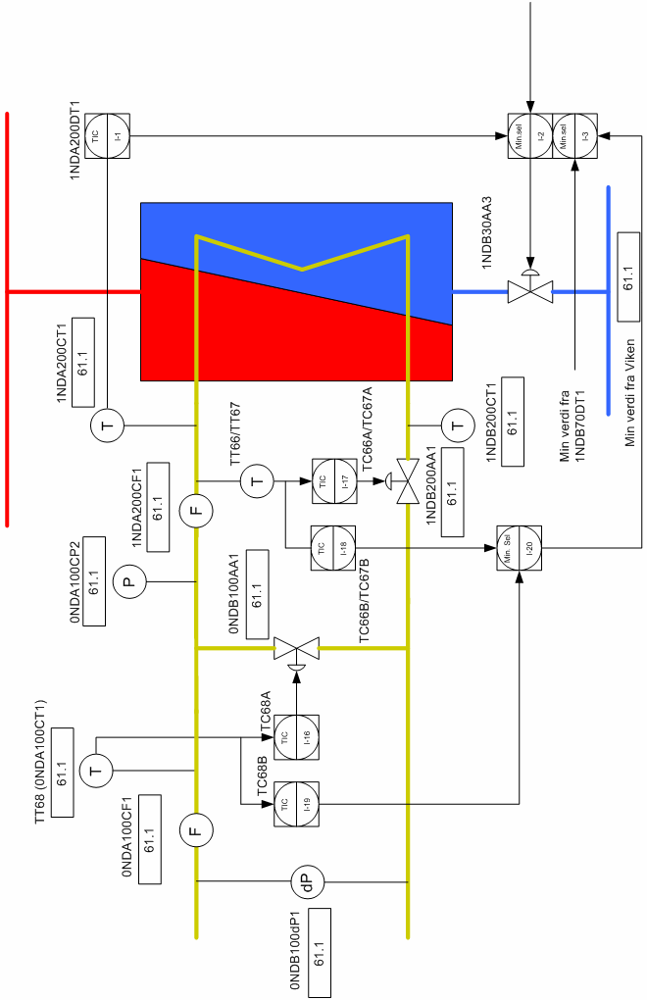 TT68 (0NDA100CT1)
61.1
T
0NDA100CP2
61.1
P
1NDA200CT1
61.1
T
1NDA200DT1
TIC
I-1
0NDA100CF1
61.1
F
1NDA200CF1
61.1
F
TT66/TT67
T
0NDB100AA1
61.1
TC68B
TC68A
TIC
I-19
TIC
I-16
TIC
I-18
TIC
I-17
TC66B/TC67B
TC66A/TC67A
0NDB100dP1
61.1
dP
1NDB200AA1
61.1
T
1NDB200CT1
61.1
1NDB30AA3
Min. Sel
I-20
Min.sel
I-2
Min.sel
I-3
Min verdi fra
1NDB70DT1
Min verdi fra Viken
61.1